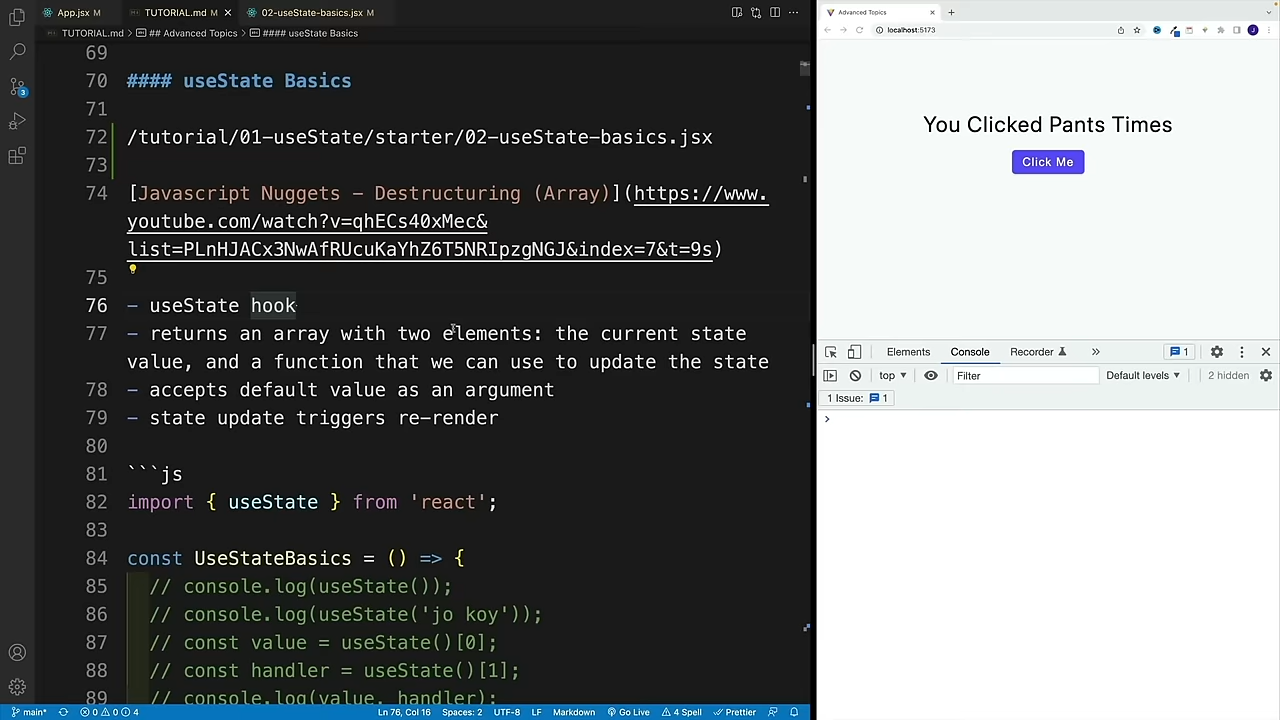 App.jsx M
TUTORIAL.md M
02-useState-basics.jsx M
TUTORIAL.md
#### useState Basics
69
70 #### useState Basics
71
72 /tutorial/01-useState/starter/02-useState-basics.jsx
73
74 [Javascript Nuggets - Destructuring (Array)](https://www.
youtube.com/watch?v=qhECs40xMec&
list=PLnHJACx3NwAfRUcuKaYhZ6T5NRIpzgNGJ&index=7&t=9s)
75
76 - useState hook
77 - returns an array with two elements: the current state
value, and a function that we can use to update the state
78 - accepts default value as an argument
79 - state update triggers re-render
80
81 ```js
82 import { useState } from 'react';
83
84 const UseStateBasics = () => {
85 // console.log(useState());
86 // console.log(useState('jo koy'));
87 // const value = useState()[0];
88 // const handler = useState()[1];
89 // console.log(value, handler);
main*
0 0 4
Ln 76, Col 16
Spaces: 2
UTF-8
LF
Markdown
Go Live
4 Spell
Prettier
3
Advanced Topics
localhost:5173
J
You Clicked Pants Times
Click Me
Elements
Console
Recorder
1
top
Filter
Default levels
2 hidden
1 Issue: 1